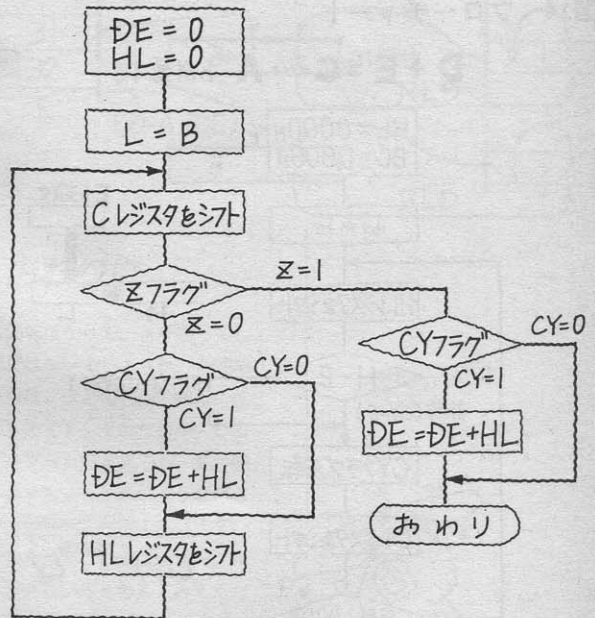 DE = 0
HL = 0
L = B
Cレジスタをシフト
Zフラグ
Z=1
Z=0
CYフラグ
CY=0
CY=1
DE=DE+HL
HLレジスタをシフト
CYフラグ
CY=0
CY=1
DE=DE+HL
おわり